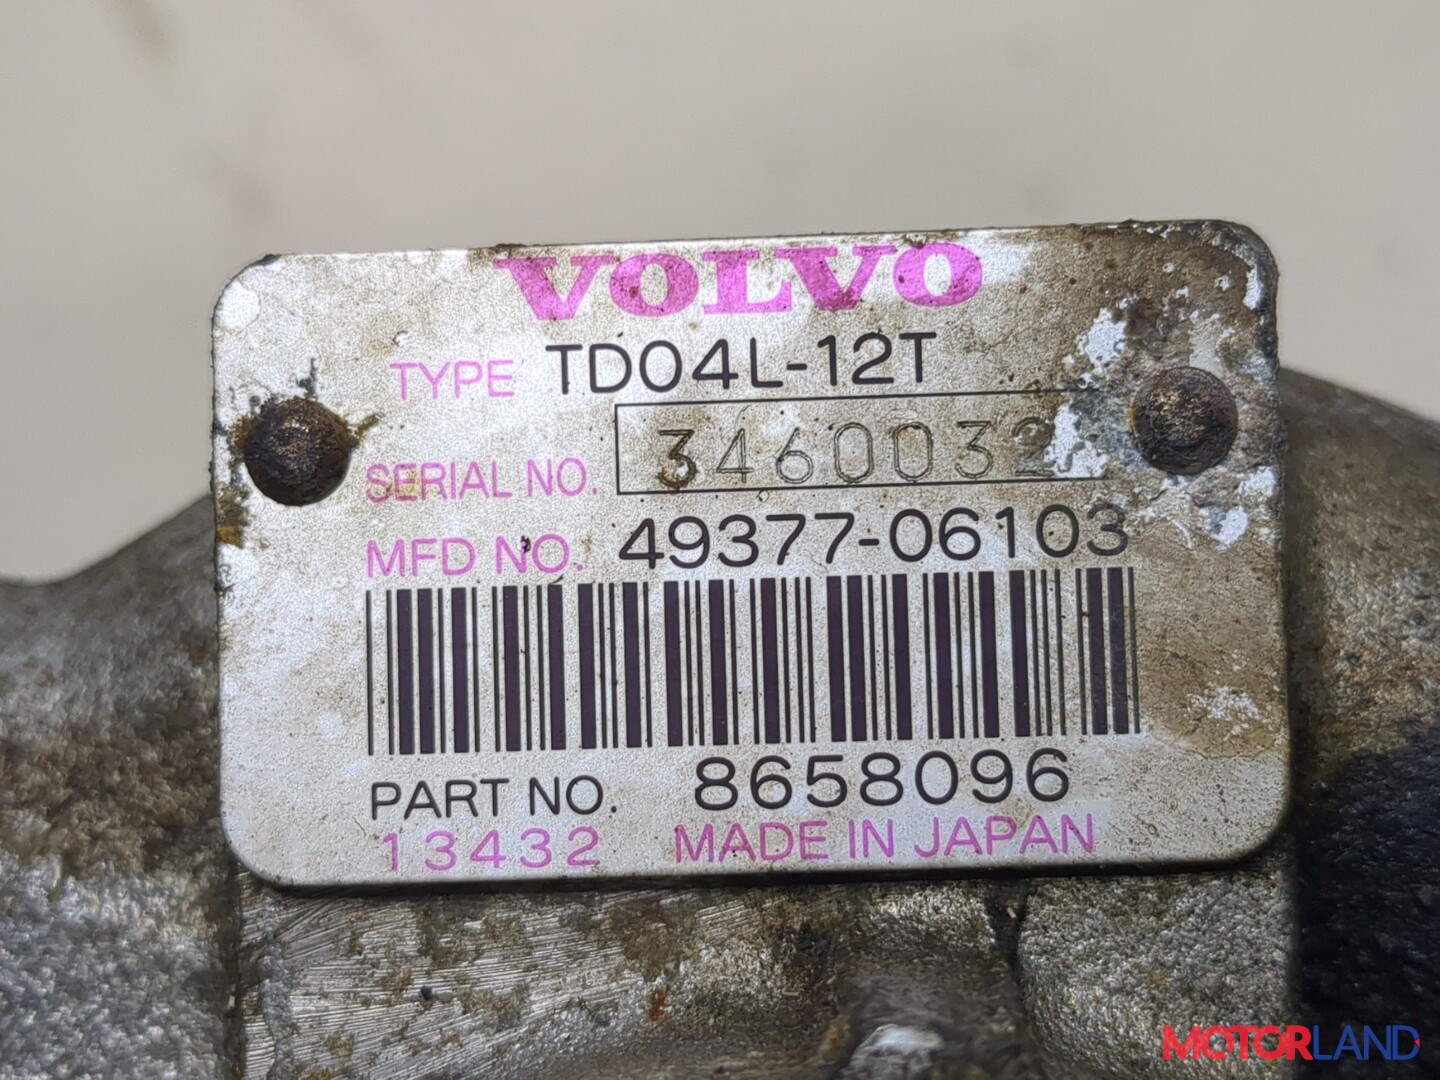 VOLVO
TYPE TD04L-12T
SERIAL NO. 3460032
MFD NO. 49377-06103
PART NO. 8658096
13432 MADE IN JAPAN
MOTORLAND